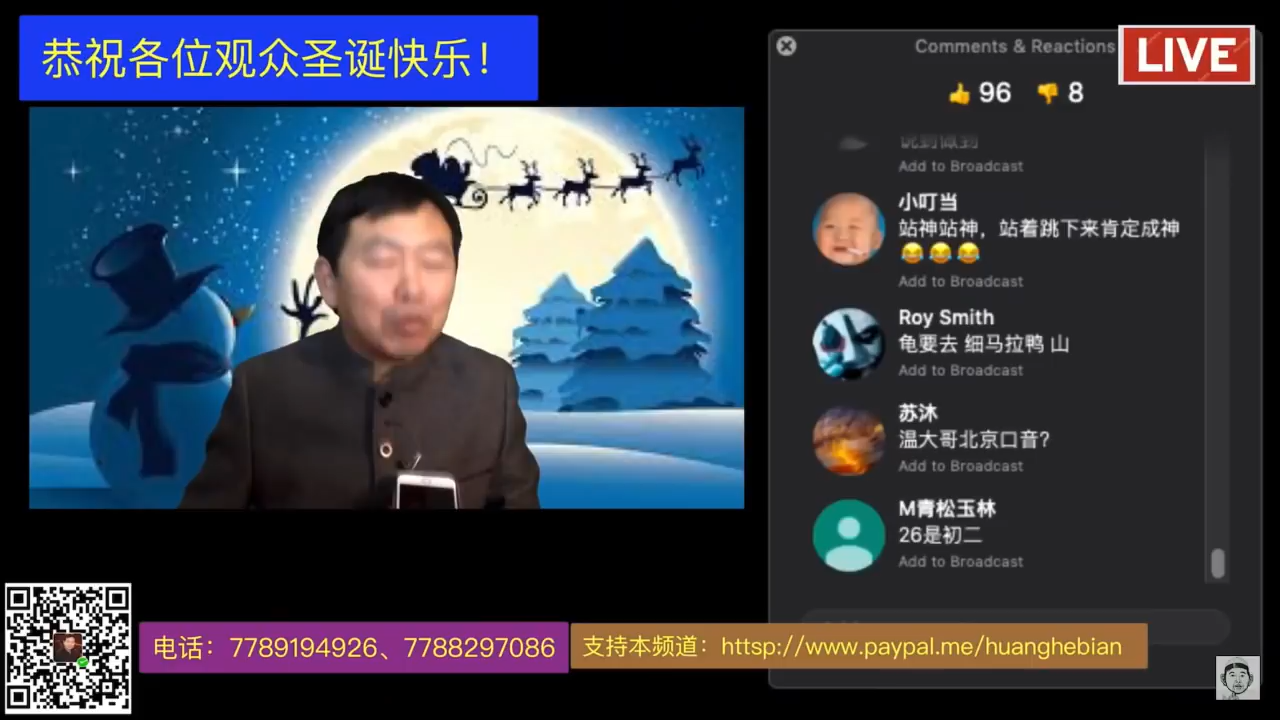 恭祝各位观众圣诞快乐！
Comments & Reactions
LIVE
96
8
说到做到
Add to Broadcast
小叮当
站神站神，站着跳下来肯定成神
Add to Broadcast
Roy Smith
龟要去 细马拉鸭 山
Add to Broadcast
苏沐
温大哥北京口音？
Add to Broadcast
M青松玉林
26是初二
Add to Broadcast
电话：7789194926、7788297086
支持本频道：httsp://www.paypal.me/huanghebian